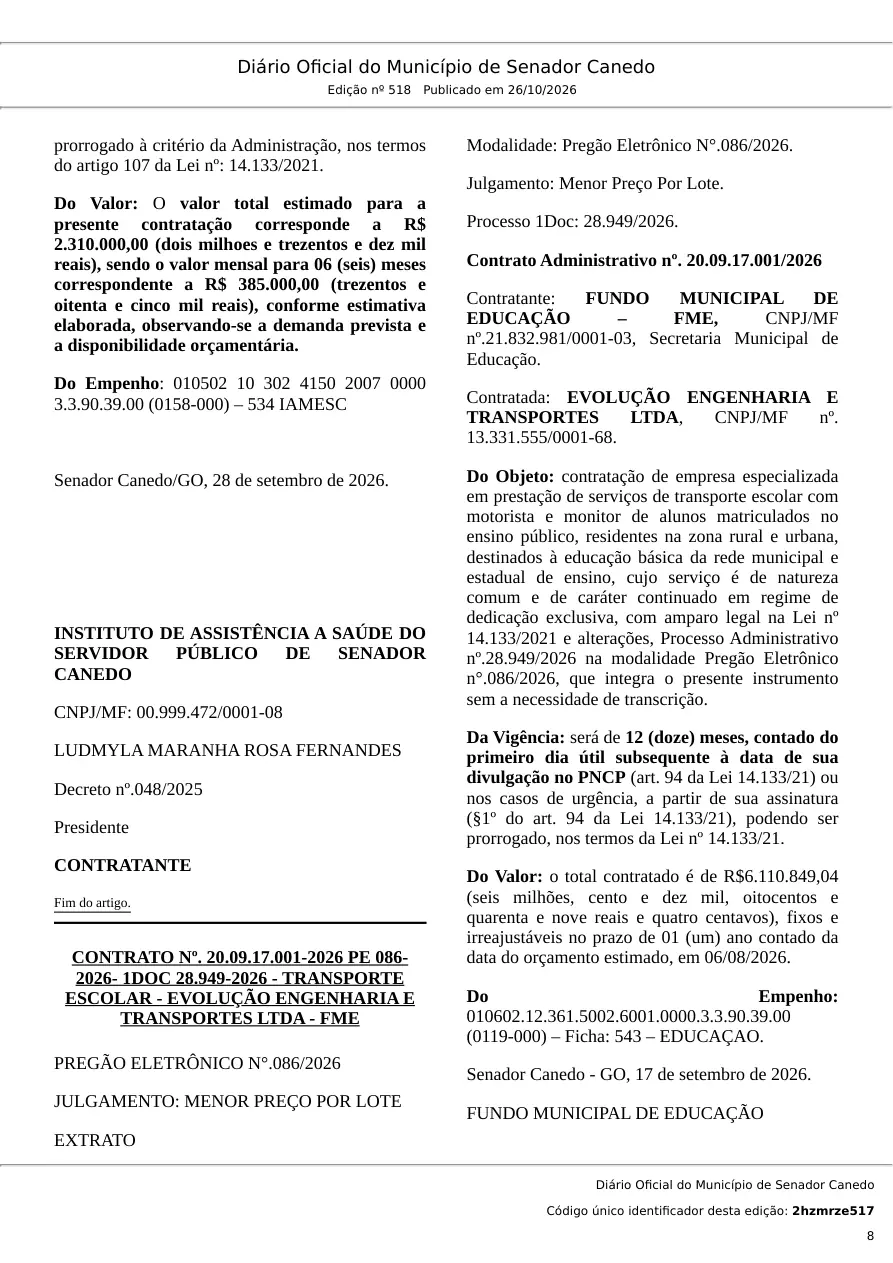 Diário Oficial do Município de Senador Canedo
Edição nº 518 Publicado em 26/10/2026
prorrogado à critério da Administração, nos termos
do artigo 107 da Lei nº: 14.133/2021.
Do Valor: O valor total estimado para a
presente contratação corresponde a R$
2.310.000,00 (dois milhoes e trezentos e dez mil
reais), sendo o valor mensal para 06 (seis) meses
correspondente a R$ 385.000,00 (trezentos e
oitenta e cinco mil reais), conforme estimativa
elaborada, observando-se a demanda prevista e
a disponibilidade orçamentária.
Do Empenho: 010502 10 302 4150 2007 0000
3.3.90.39.00 (0158-000) – 534 IAMESC
Senador Canedo/GO, 28 de setembro de 2026.
INSTITUTO DE ASSISTÊNCIA A SAÚDE DO
SERVIDOR PÚBLICO DE SENADOR
CANEDO
CNPJ/MF: 00.999.472/0001-08
LUDMYLA MARANHA ROSA FERNANDES
Decreto nº.048/2025
Presidente
CONTRATANTE
Fim do artigo.
CONTRATO Nº. 20.09.17.001-2026 PE 086-
2026- 1DOC 28.949-2026 - TRANSPORTE
ESCOLAR - EVOLUÇÃO ENGENHARIA E
TRANSPORTES LTDA - FME
PREGÃO ELETRÔNICO N°.086/2026
JULGAMENTO: MENOR PREÇO POR LOTE
EXTRATO
Modalidade: Pregão Eletrônico N°.086/2026.
Julgamento: Menor Preço Por Lote.
Processo 1Doc: 28.949/2026.
Contrato Administrativo nº. 20.09.17.001/2026
Contratante: FUNDO MUNICIPAL DE
EDUCAÇÃO – FME, CNPJ/MF
nº.21.832.981/0001-03, Secretaria Municipal de
Educação.
Contratada: EVOLUÇÃO ENGENHARIA E
TRANSPORTES LTDA, CNPJ/MF nº.
13.331.555/0001-68.
Do Objeto: contratação de empresa especializada
em prestação de serviços de transporte escolar com
motorista e monitor de alunos matriculados no
ensino público, residentes na zona rural e urbana,
destinados à educação básica da rede municipal e
estadual de ensino, cujo serviço é de natureza
comum e de caráter continuado em regime de
dedicação exclusiva, com amparo legal na Lei nº
14.133/2021 e alterações, Processo Administrativo
nº.28.949/2026 na modalidade Pregão Eletrônico
n°.086/2026, que integra o presente instrumento
sem a necessidade de transcrição.
Da Vigência: será de 12 (doze) meses, contado do
primeiro dia útil subsequente à data de sua
divulgação no PNCP (art. 94 da Lei 14.133/21) ou
nos casos de urgência, a partir de sua assinatura
(§1º do art. 94 da Lei 14.133/21), podendo ser
prorrogado, nos termos da Lei nº 14.133/21.
Do Valor: o total contratado é de R$6.110.849,04
(seis milhões, cento e dez mil, oitocentos e
quarenta e nove reais e quatro centavos), fixos e
irreajustáveis no prazo de 01 (um) ano contado da
data do orçamento estimado, em 06/08/2026.
Do Empenho:
010602.12.361.5002.6001.0000.3.3.90.39.00
(0119-000) – Ficha: 543 – EDUCAÇAO.
Senador Canedo - GO, 17 de setembro de 2026.
FUNDO MUNICIPAL DE EDUCAÇÃO
Diário Oficial do Município de Senador Canedo
Código único identificador desta edição: 2hzmrze517
8